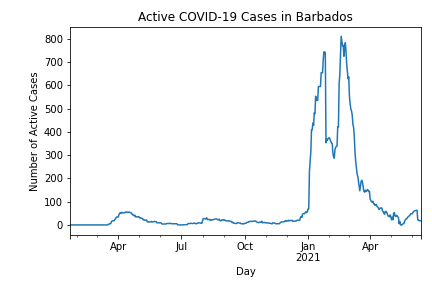 Active COVID-19 Cases in Barbados
Number of Active Cases
800
700
600
500
400
300
200
100
0
Apr Jul Oct Jan Apr
2021
Day